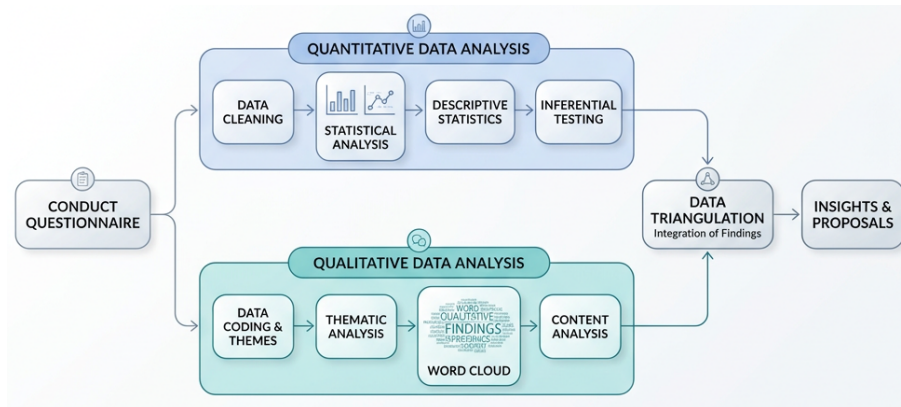 QUANTITATIVE DATA ANALYSIS
DATA
CLEANING
STATISTICAL
ANALYSIS
DESCRIPTIVE
STATISTICS
INFERENTIAL
TESTING
CONDUCT
QUESTIONNAIRE
DATA
TRIANGULATION
Integration of Findings
INSIGHTS &
PROPOSALS
QUALITATIVE DATA ANALYSIS
DATA
CODING &
THEMES
THEMATIC
ANALYSIS
WORD
FINDINGS
WORD CLOUD
CONTENT
ANALYSIS